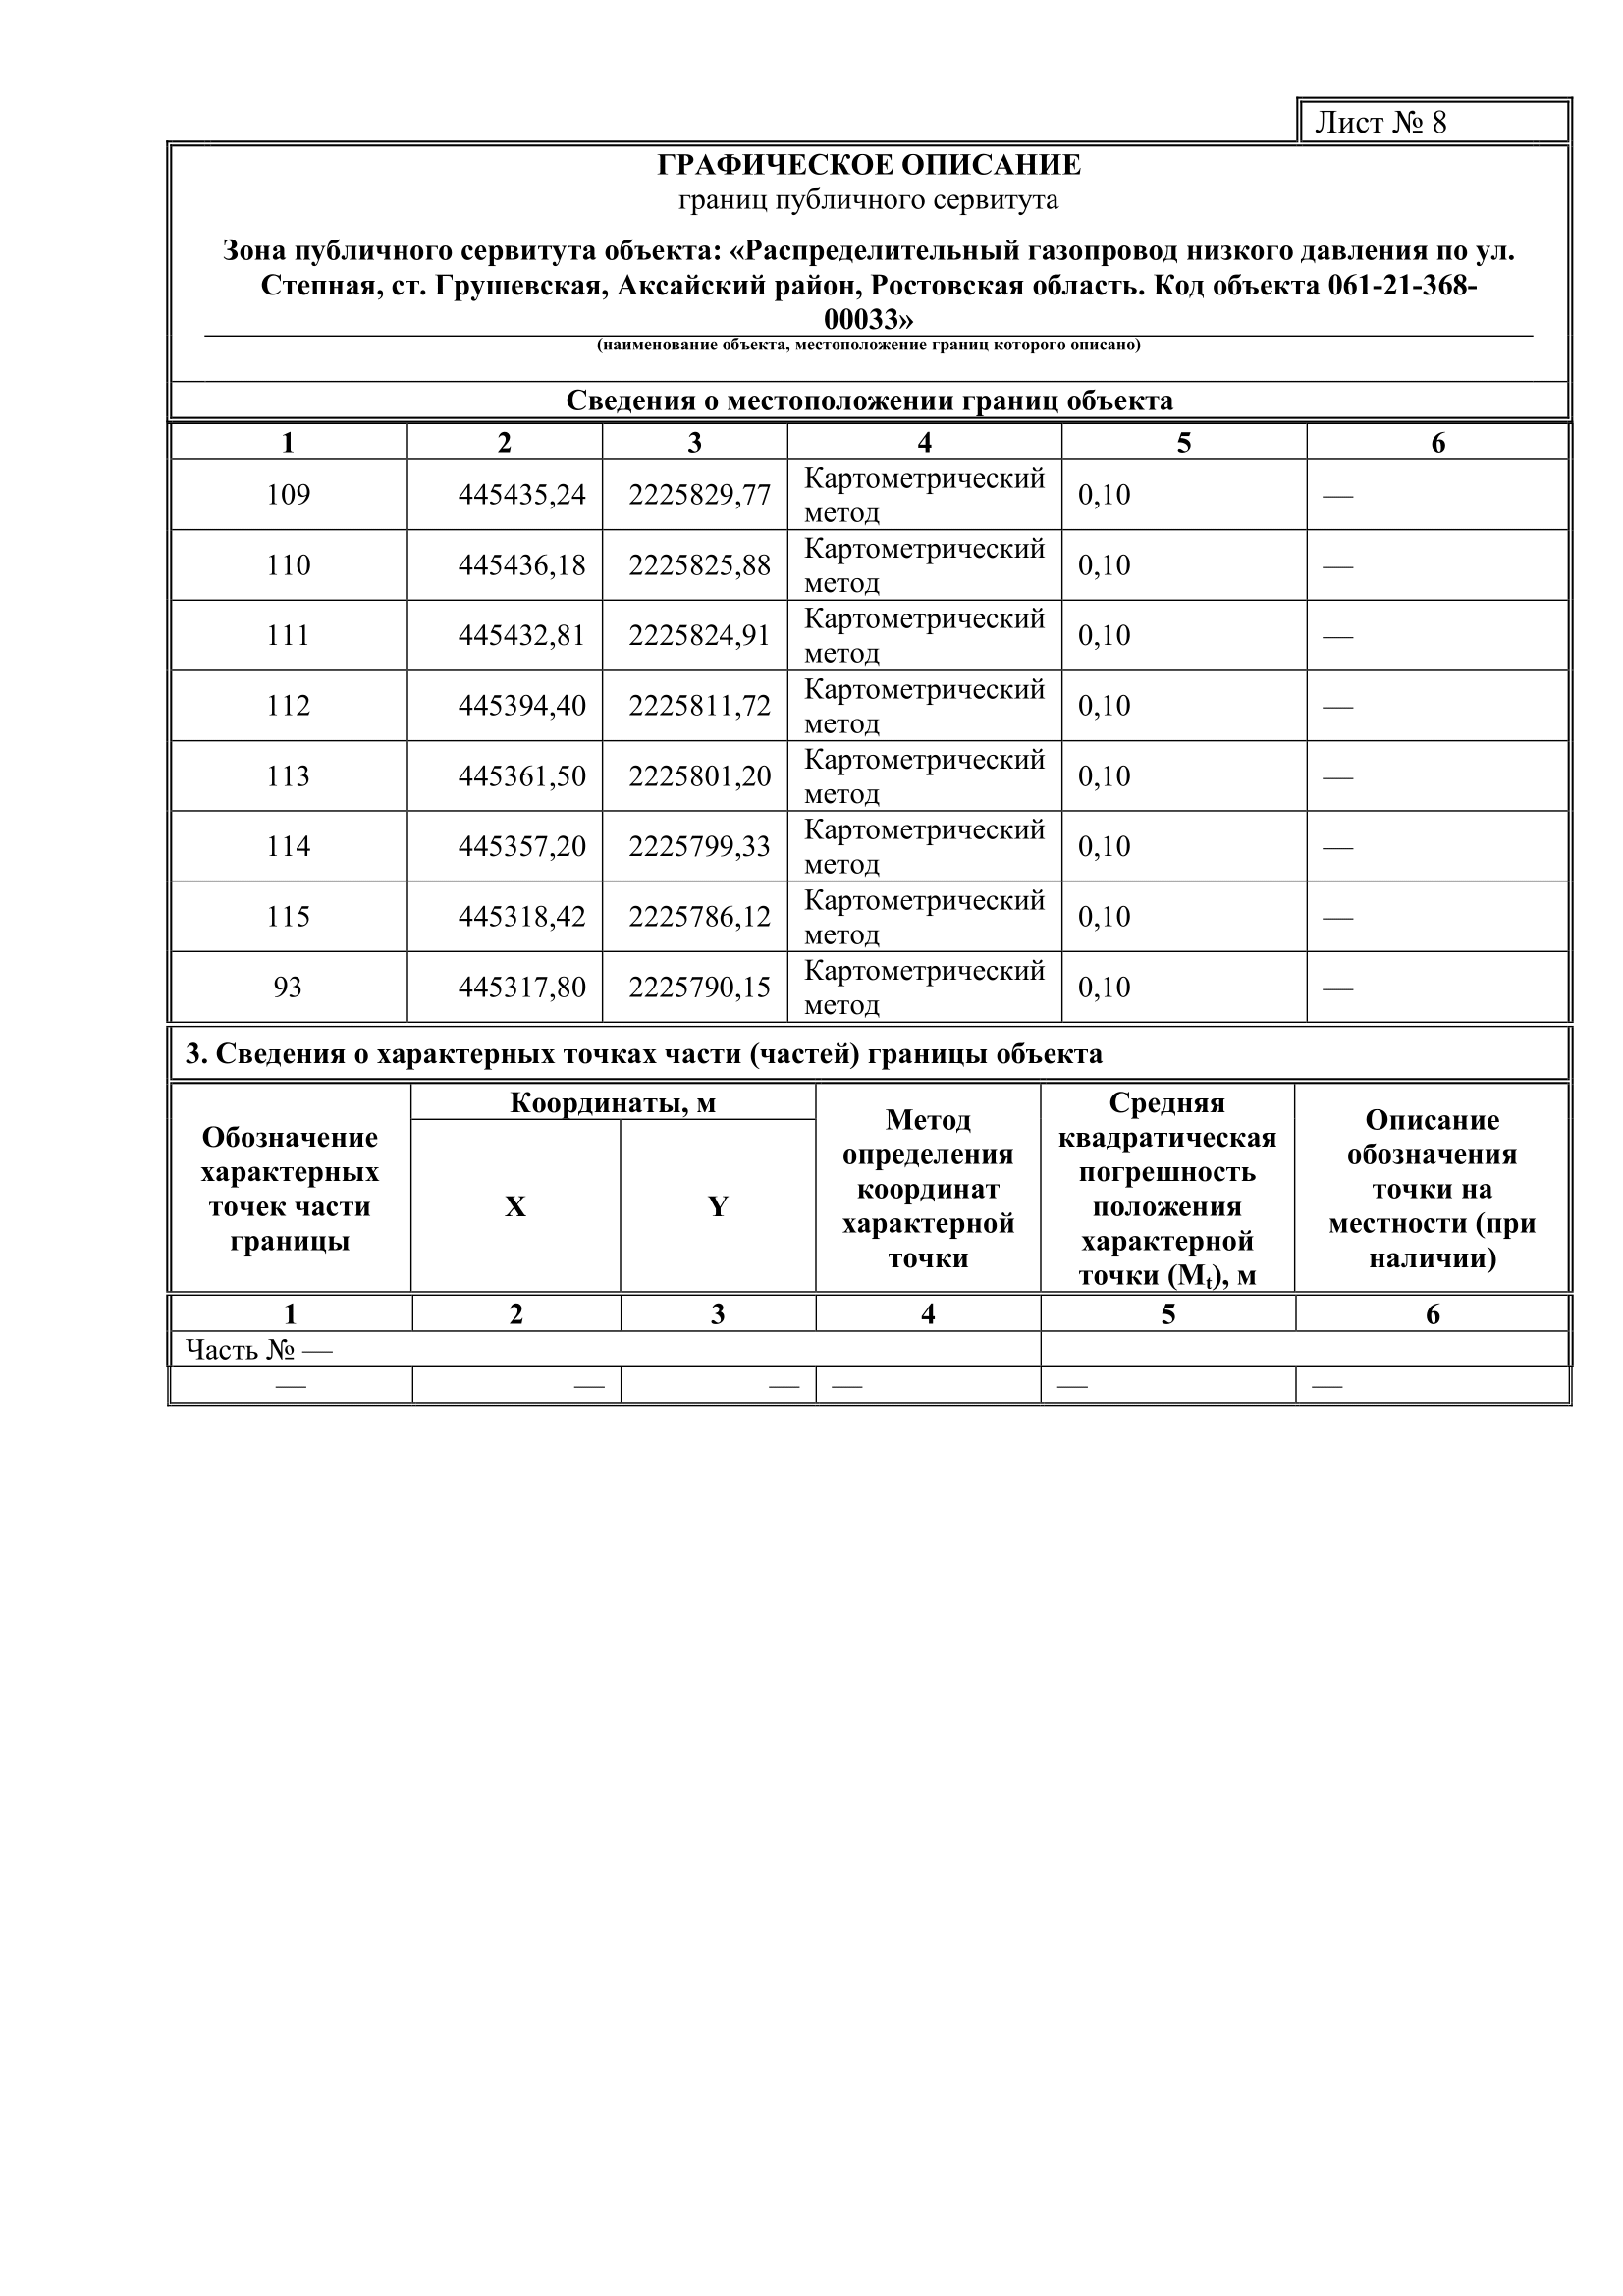 Лист № 8
ГРАФИЧЕСКОЕ ОПИСАНИЕ
границ публичного сервитута
Зона публичного сервитута объекта: «Распределительный газопровод низкого давления по ул.
Степная, ст. Грушевская, Аксайский район, Ростовская область. Код объекта 061-21-368-
00033»
(наименование объекта, местоположение границ которого описано)
Сведения о местоположении границ объекта
1 2 3 4 5 6
109 445435,24 2225829,77 Картометрический метод 0,10 —
110 445436,18 2225825,88 Картометрический метод 0,10 —
111 445432,81 2225824,91 Картометрический метод 0,10 —
112 445394,40 2225811,72 Картометрический метод 0,10 —
113 445361,50 2225801,20 Картометрический метод 0,10 —
114 445357,20 2225799,33 Картометрический метод 0,10 —
115 445318,42 2225786,12 Картометрический метод 0,10 —
93 445317,80 2225790,15 Картометрический метод 0,10 —
3. Сведения о характерных точках части (частей) границы объекта
Обозначение
характерных
точек части
границы
Координаты, м
X
Y
Метод
определения
координат
характерной
точки
Средняя
квадратическая
погрешность
положения
характерной
точки (Mt), м
Описание
обозначения
точки на
местности (при
наличии)
1 2 3 4 5 6
Часть № —
— — — — — —